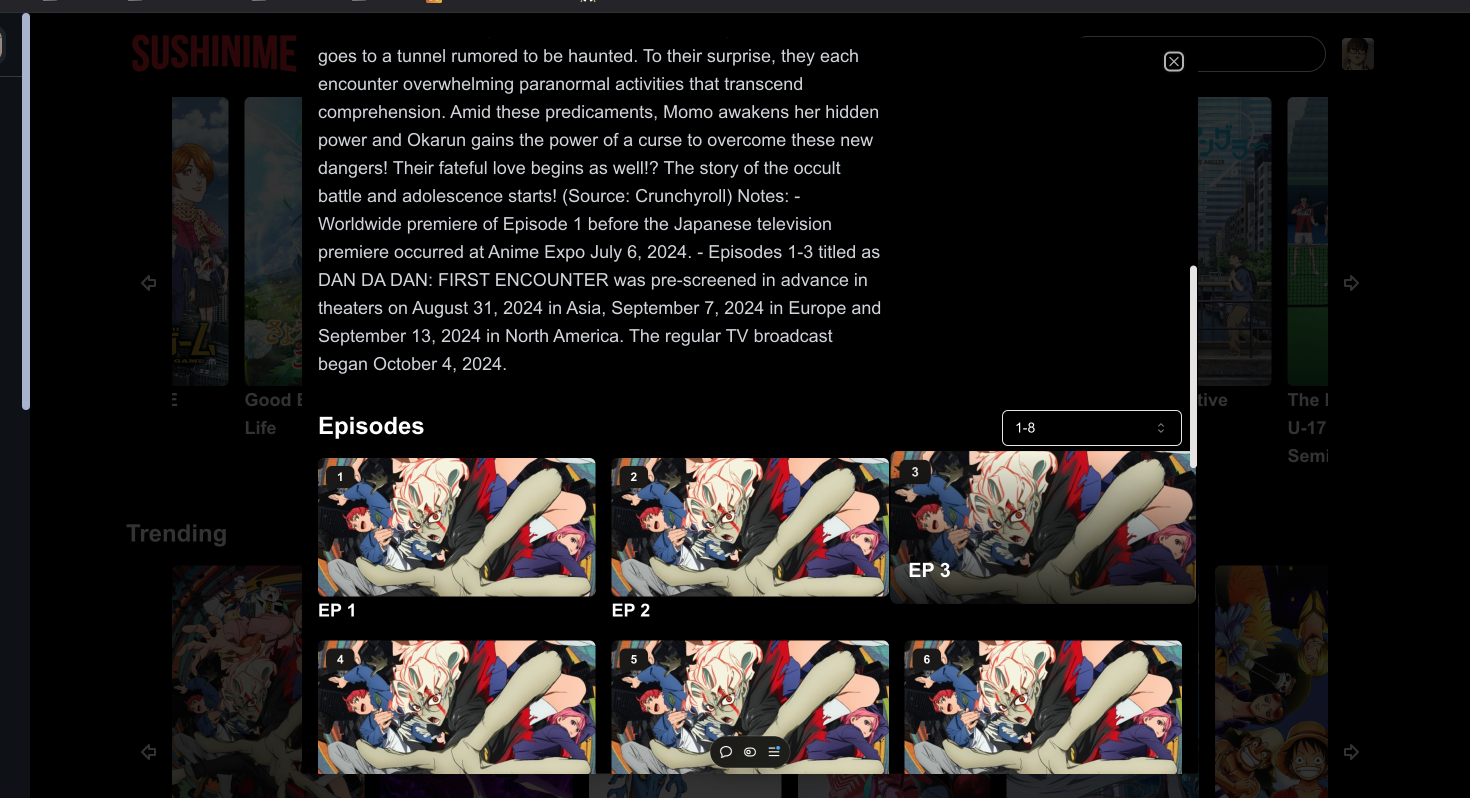 SUSHINIME
goes to a tunnel rumored to be haunted. To their surprise, they each
encounter overwhelming paranormal activities that transcend
comprehension. Amid these predicaments, Momo awakens her hidden
power and Okarun gains the power of a curse to overcome these new
dangers! Their fateful love begins as well!? The story of the occult
battle and adolescence starts! (Source: Crunchyroll) Notes: -
Worldwide premiere of Episode 1 before the Japanese television
premiere occurred at Anime Expo July 6, 2024. - Episodes 1-3 titled as
DAN DA DAN: FIRST ENCOUNTER was pre-screened in advance in
theaters on August 31, 2024 in Asia, September 7, 2024 in Europe and
September 13, 2024 in North America. The regular TV broadcast
began October 4, 2024.
E
Good E
Life
tive
The I
U-17
Semi
Episodes
1-8
1
2
3
EP 1
EP 2
EP 3
Trending
4
5
6